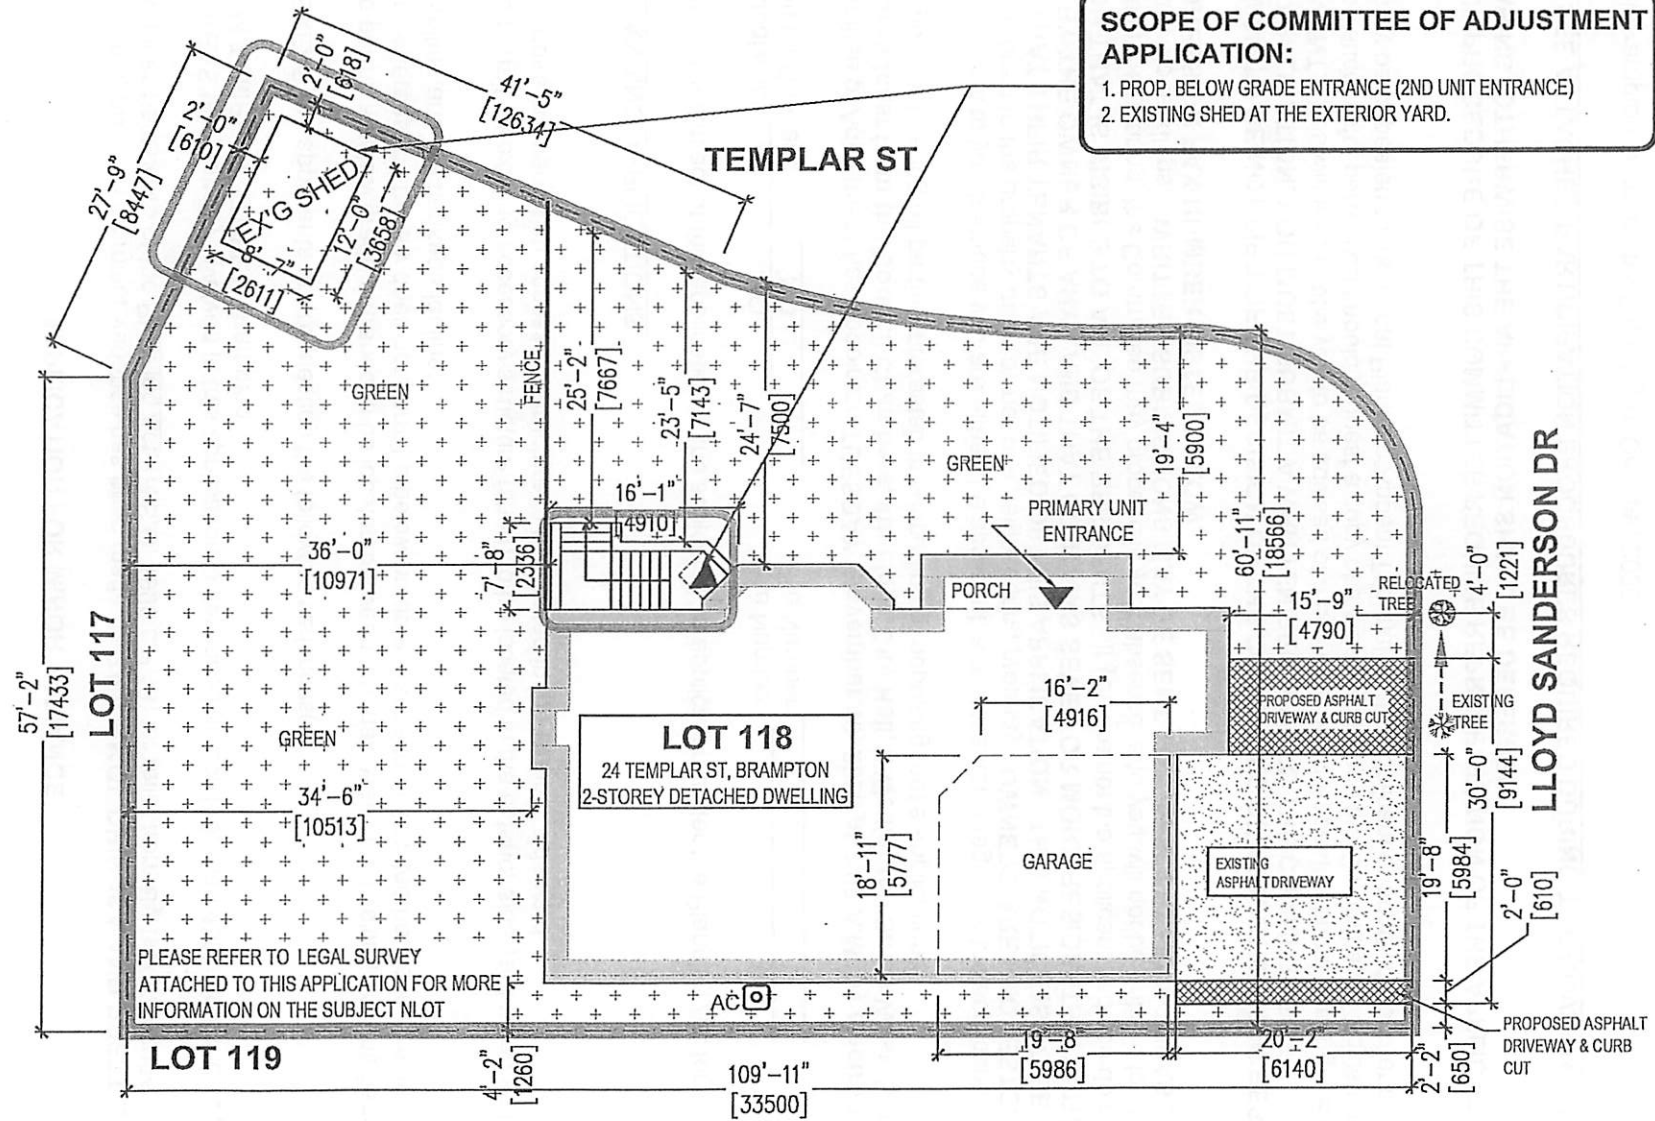 SCOPE OF COMMITTEE OF ADJUSTMENT
APPLICATION:
1. PROP. BELOW GRADE ENTRANCE (2ND UNIT ENTRANCE)
2. EXISTING SHED AT THE EXTERIOR YARD.
2'-0"
[618]
41'-5"
[12634]
2'-0"
[610]
27'-9"
[8447]
EX'G SHED
12'-0"
[3658]
8'-7"
[2611]
TEMPLAR ST
FENCE
25'-2"
[7667]
23'-5"
[7143]
24'-7"
[7500]
GREEN
GREEN
19'-4"
[5900]
60'-11"
[18566]
16'-1"
[4910]
7'-8"
[2336]
36'-0"
[10971]
PRIMARY UNIT
ENTRANCE
PORCH
15'-9"
[4790]
RELOCATED
TREE
4'-0"
[1221]
LLOYD SANDERSON DR
LOT 117
57'-2"
[17433]
GREEN
16'-2"
[4916]
PROPOSED ASPHALT
DRIVEWAY & CURB CUT
EXISTING
TREE
30'-0"
[9144]
LOT 118
24 TEMPLAR ST, BRAMPTON
2-STOREY DETACHED DWELLING
34'-6"
[10513]
18'-11"
[5777]
GARAGE
EXISTING
ASPHALT DRIVEWAY
19'-8"
[5984]
2'-0"
[610]
PLEASE REFER TO LEGAL SURVEY
ATTACHED TO THIS APPLICATION FOR MORE
INFORMATION ON THE SUBJECT NLOT
AC
PROPOSED ASPHALT
DRIVEWAY & CURB
CUT
LOT 119
4'-2"
[1260]
19'-8"
[5986]
20'-2"
[6140]
2'-2"
[650]
109'-11"
[33500]